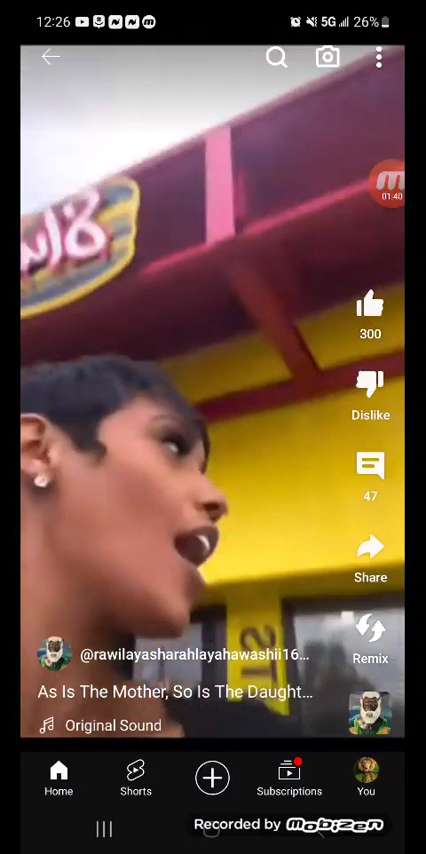 12:26
5G 26%
01:40
300
Dislike
47
Share
Remix
@rawilayasharahlayahawashii16...
As Is The Mother, So Is The Daught...
Original Sound
Home
Shorts
Subscriptions
You
Recorded by Mobizen